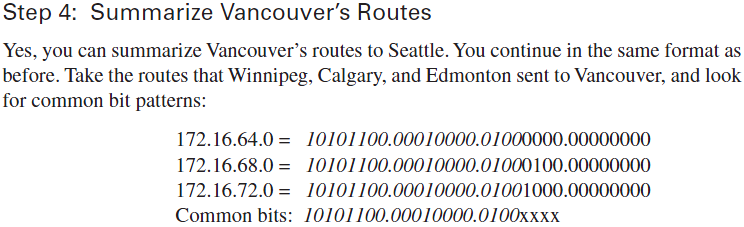 Step 4: Summarize Vancouver’s Routes
Yes, you can summarize Vancouver’s routes to Seattle. You continue in the same format as
before. Take the routes that Winnipeg, Calgary, and Edmonton sent to Vancouver, and look
for common bit patterns:
172.16.64.0 = 10101100.00010000.01000000.00000000
172.16.68.0 = 10101100.00010000.01000100.00000000
172.16.72.0 = 10101100.00010000.01001000.00000000
Common bits: 10101100.00010000.0100xxxx